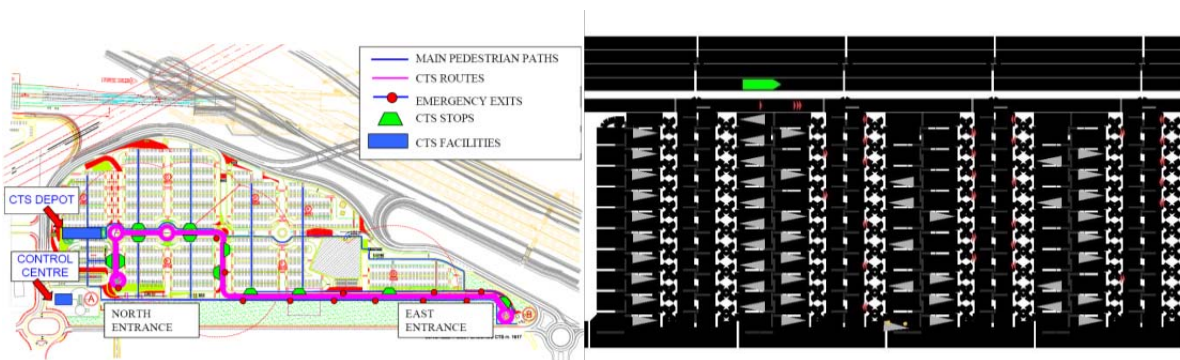 MAIN PEDESTRIAN PATHS
CTS ROUTES
EMERGENCY EXITS
CTS STOPS
CTS FACILITIES
CTS DEPOT
CONTROL
CENTRE
A
NORTH
ENTRANCE
EAST
ENTRANCE
B